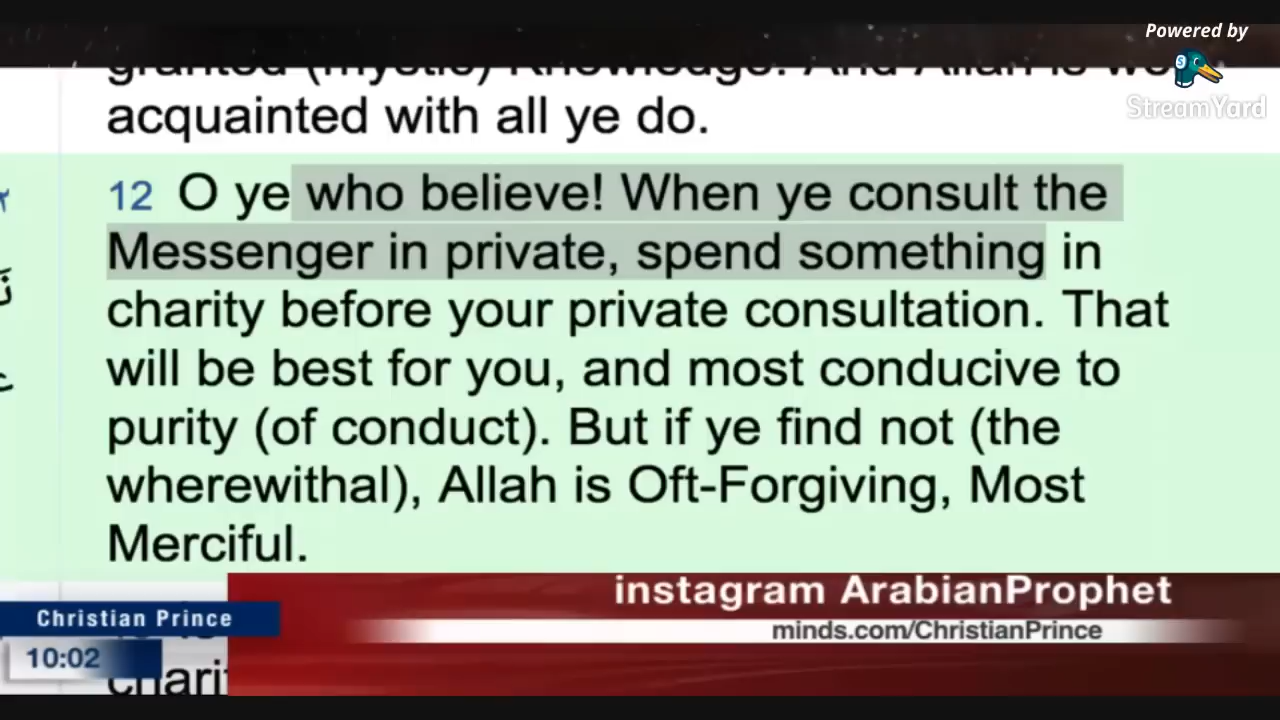 Powered by
StreamYard
acquainted with all ye do.
12 O ye who believe! When ye consult the
Messenger in private, spend something in
charity before your private consultation. That
will be best for you, and most conducive to
purity (of conduct). But if ye find not (the
wherewithal), Allah is Oft-Forgiving, Most
Merciful.
instagram ArabianProphet
Christian Prince
minds.com/ChristianPrince
10:02